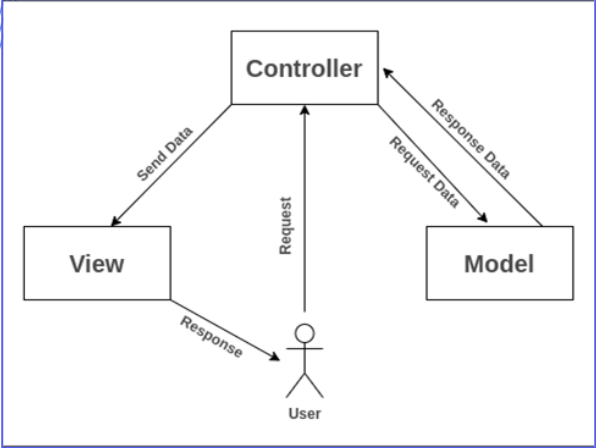 Controller
Send Data
Request
Request Data
Response Data
View
Model
Response
User